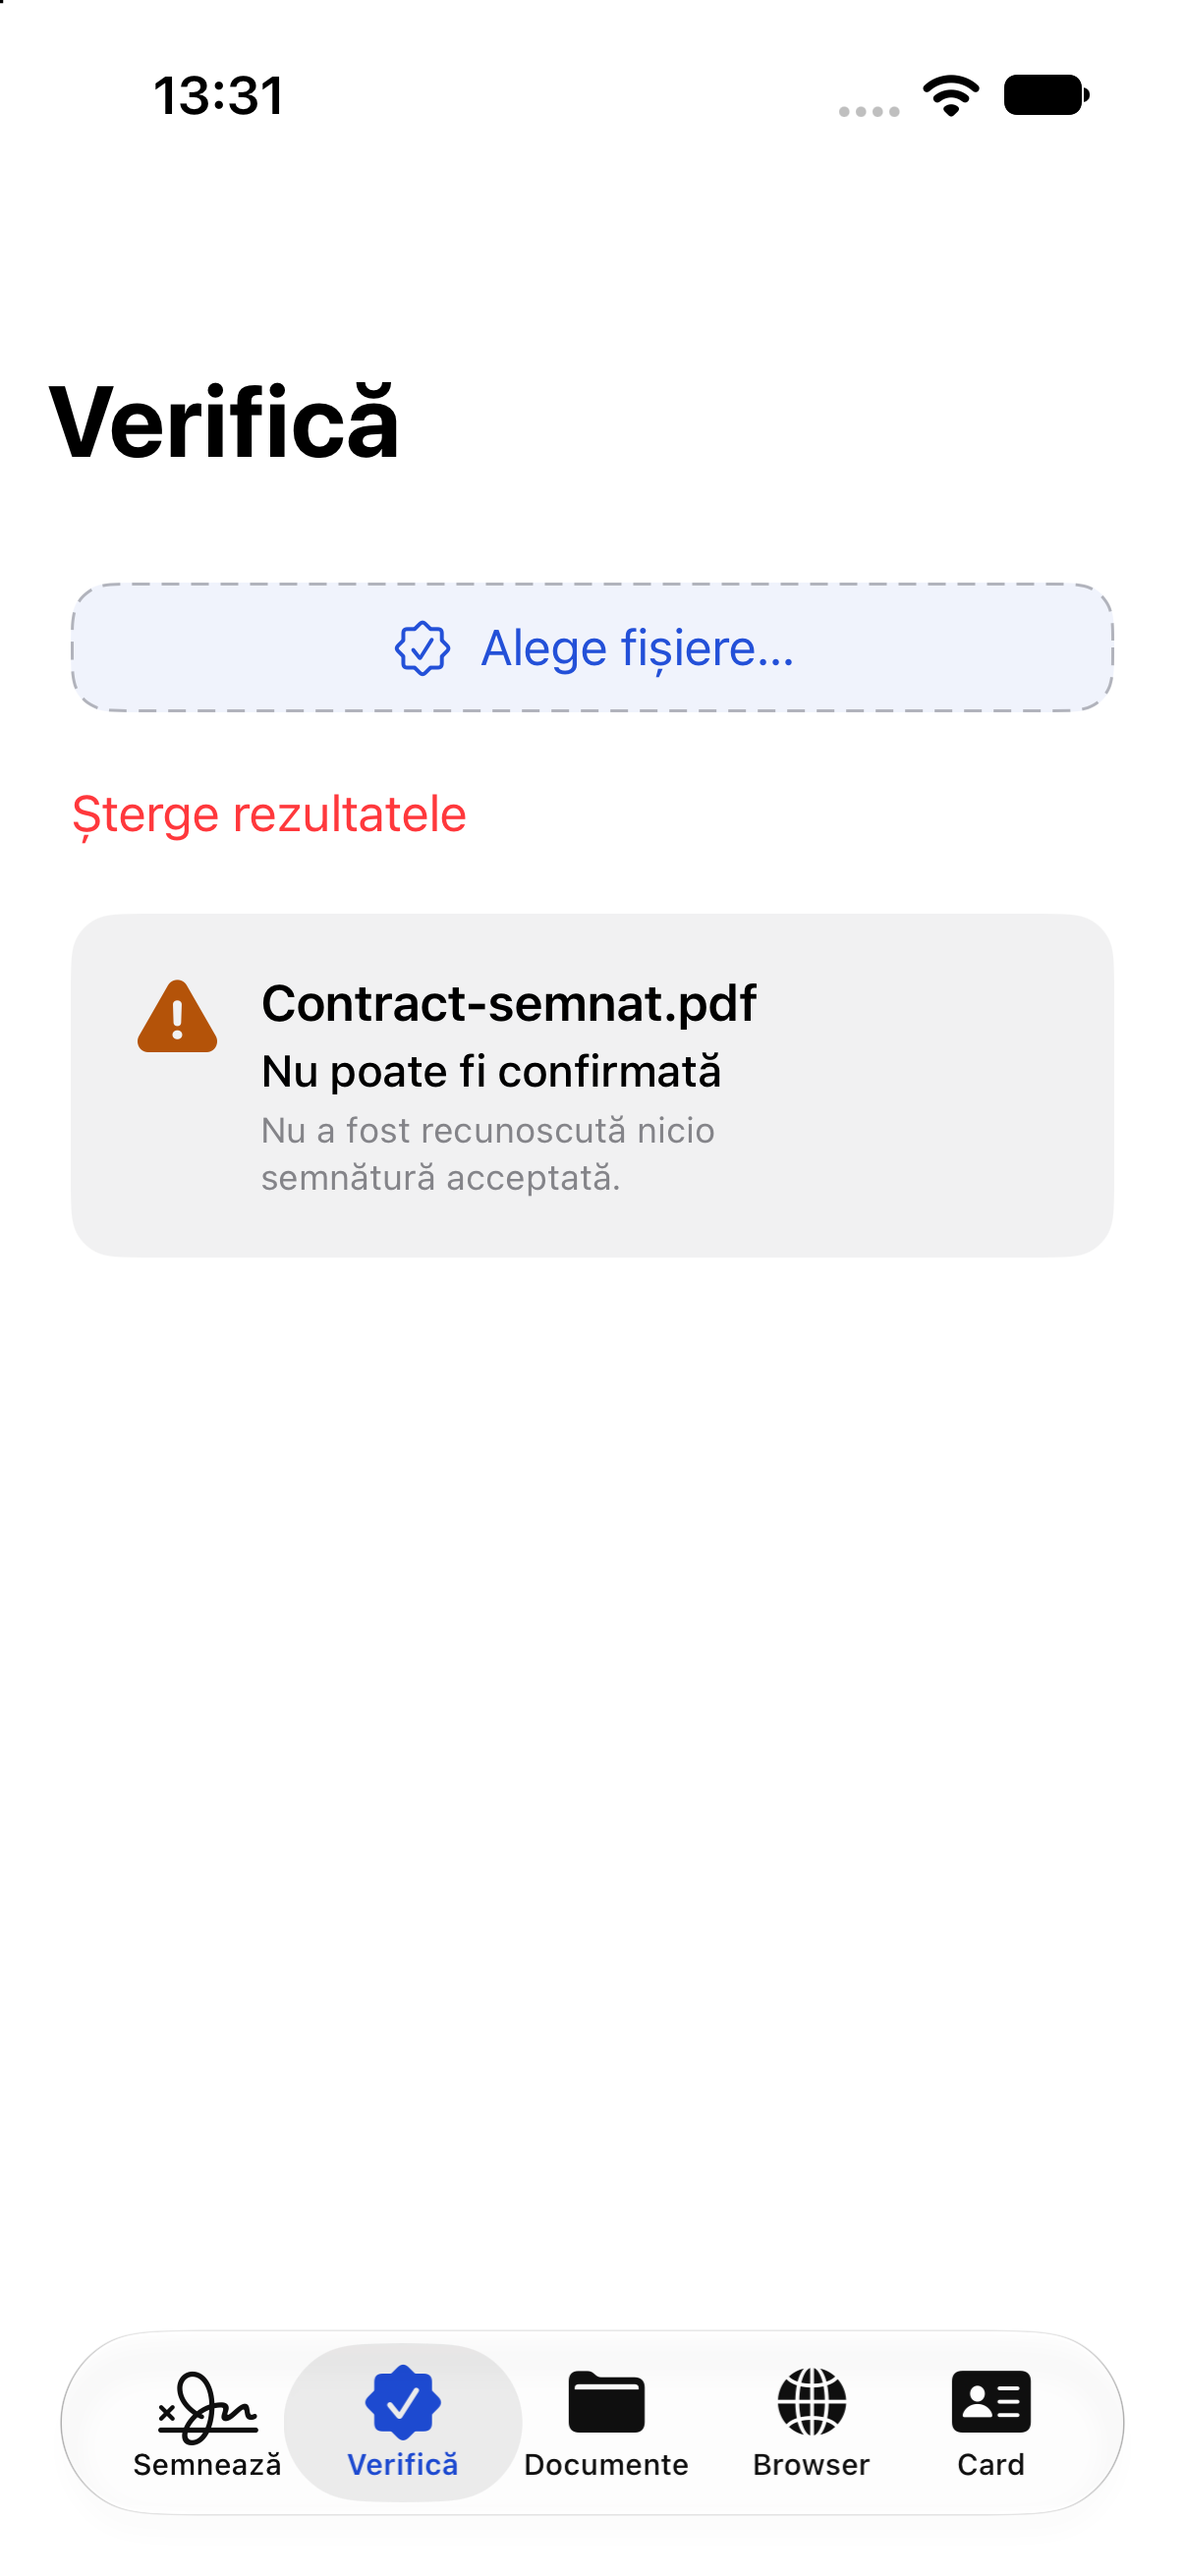 13:31
Verifică
Alege fișiere...
Șterge rezultatele
Contract-semnat.pdf
Nu poate fi confirmată
Nu a fost recunoscută nicio
semnătură acceptată.
Semnează
Verifică
Documente
Browser
Card